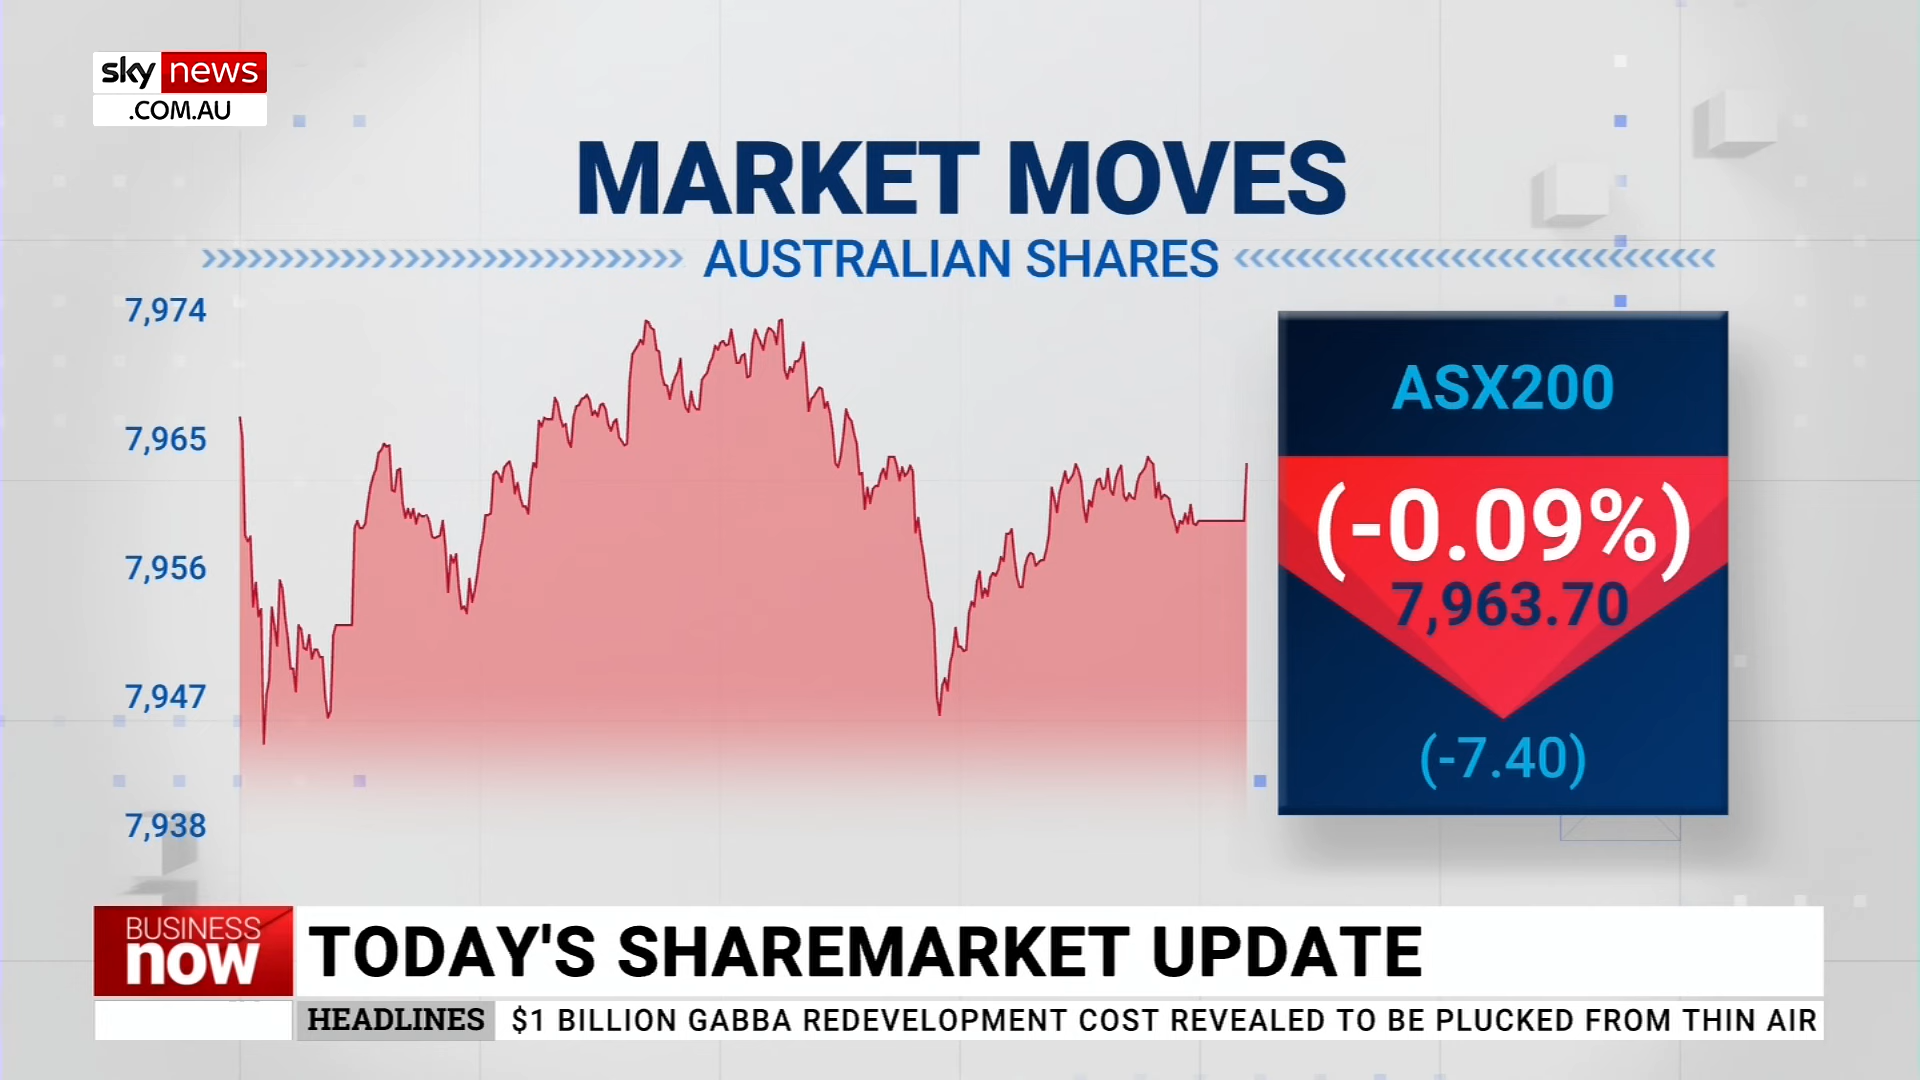 sky news
.COM.AU
MARKET MOVES
AUSTRALIAN SHARES
7,974
7,965
7,956
7,947
7,938
ASX200
(-0.09%)
7,963.70
(-7.40)
BUSINESS
now
TODAY'S SHAREMARKET UPDATE
HEADLINES
$1 BILLION GABBA REDEVELOPMENT COST REVEALED TO BE PLUCKED FROM THIN AIR